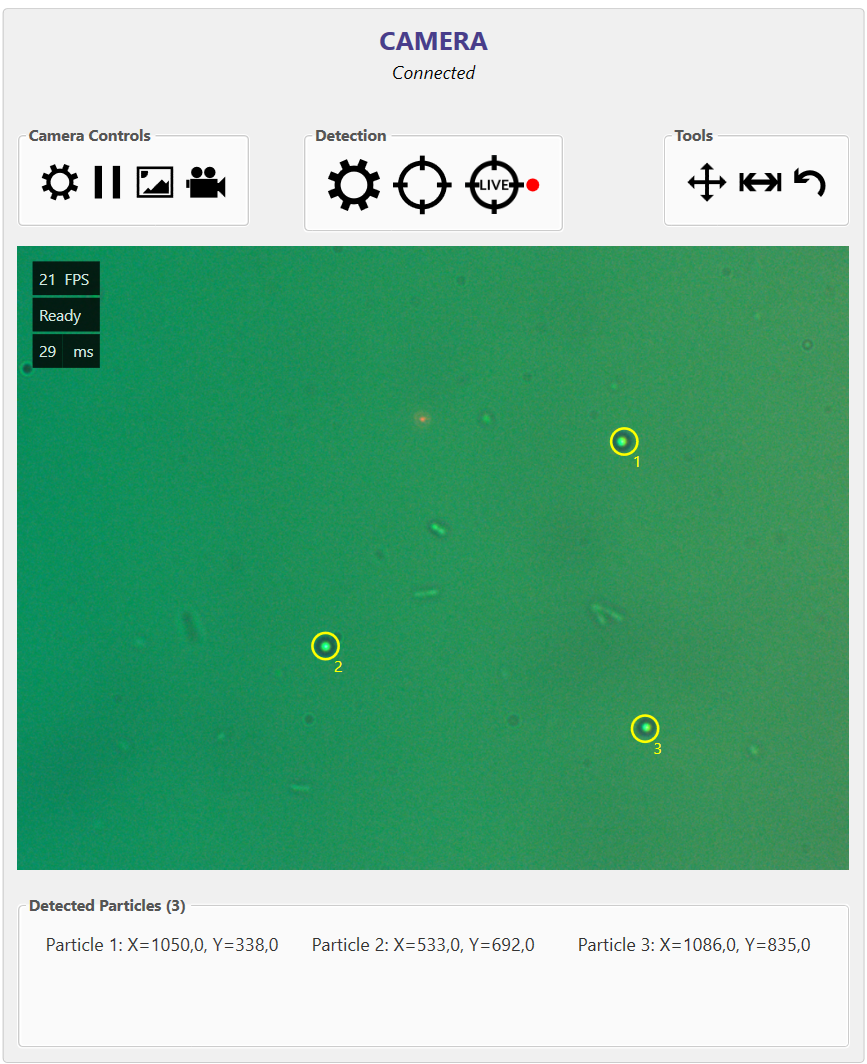 CAMERA
Connected
Camera Controls
Detection
Tools
LIVE
21 FPS
Ready
29 ms
1
2
3
Detected Particles (3)
Particle 1: X=1050,0, Y=338,0
Particle 2: X=533,0, Y=692,0
Particle 3: X=1086,0, Y=835,0